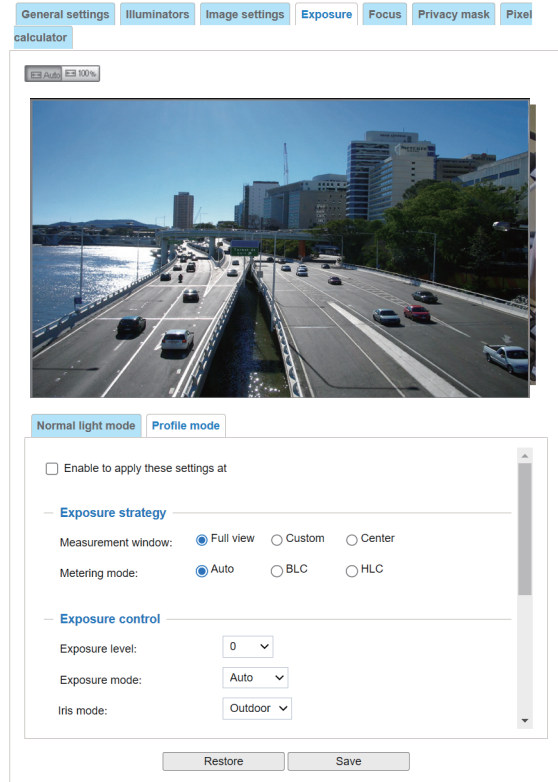 General settings Illuminators Image settings Exposure Focus Privacy mask Pixel
calculator
Auto 100%
Normal light mode Profile mode
Enable to apply these settings at
Exposure strategy
Measurement window: Full view Custom Center
Metering mode: Auto BLC HLC
Exposure control
Exposure level: 0
Exposure mode: Auto
Iris mode: Outdoor
Restore Save